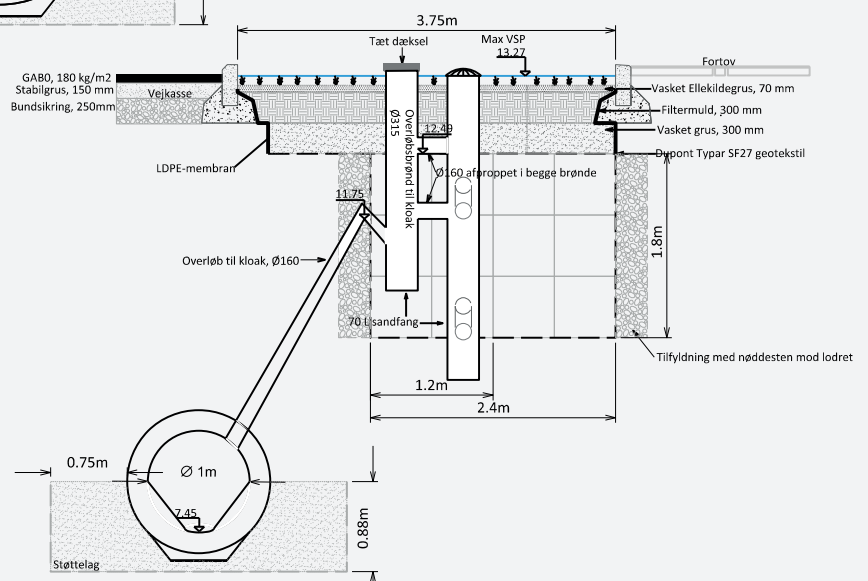 3.75m
Tæt dæksel
Max VSP
13.27
Fortov
GAB0, 180 kg/m2
Stabilgrus, 150 mm
Bundsikring, 250mm
Vejkasse
Vasket Ellekildegrus, 70 mm
Filtermuld, 300 mm
Vasket grus, 300 mm
Dupont Typar SF27 geotekstil
Overløbsbrønd til kloak
Ø315
12.49
LDPE-membran
Ø160 afproppet i begge brønde
11.75
Overløb til kloak, Ø160
1.8m
70 L sandfang
Tilfyldning med nøddesten mod lodret
1.2m
2.4m
0.75m
Ø 1m
7.45
0.88m
Støttelag